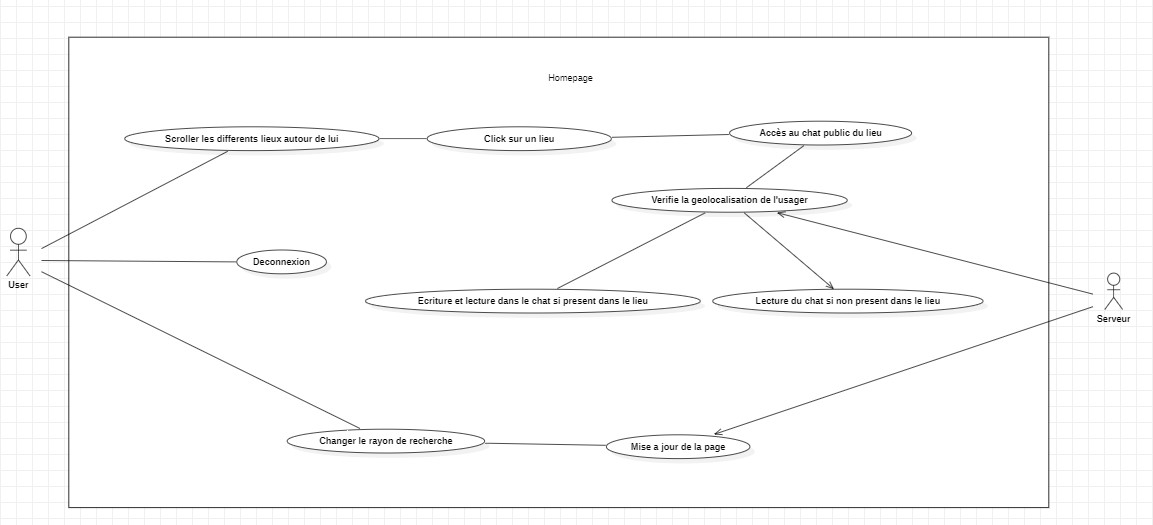 Homepage
Scroller les differents lieux autour de lui
Click sur un lieu
Accès au chat public du lieu
Verifie la geolocalisation de l'usager
Deconnexion
User
Ecriture et lecture dans le chat si present dans le lieu
Lecture du chat si non present dans le lieu
Serveur
Changer le rayon de recherche
Mise a jour de la page